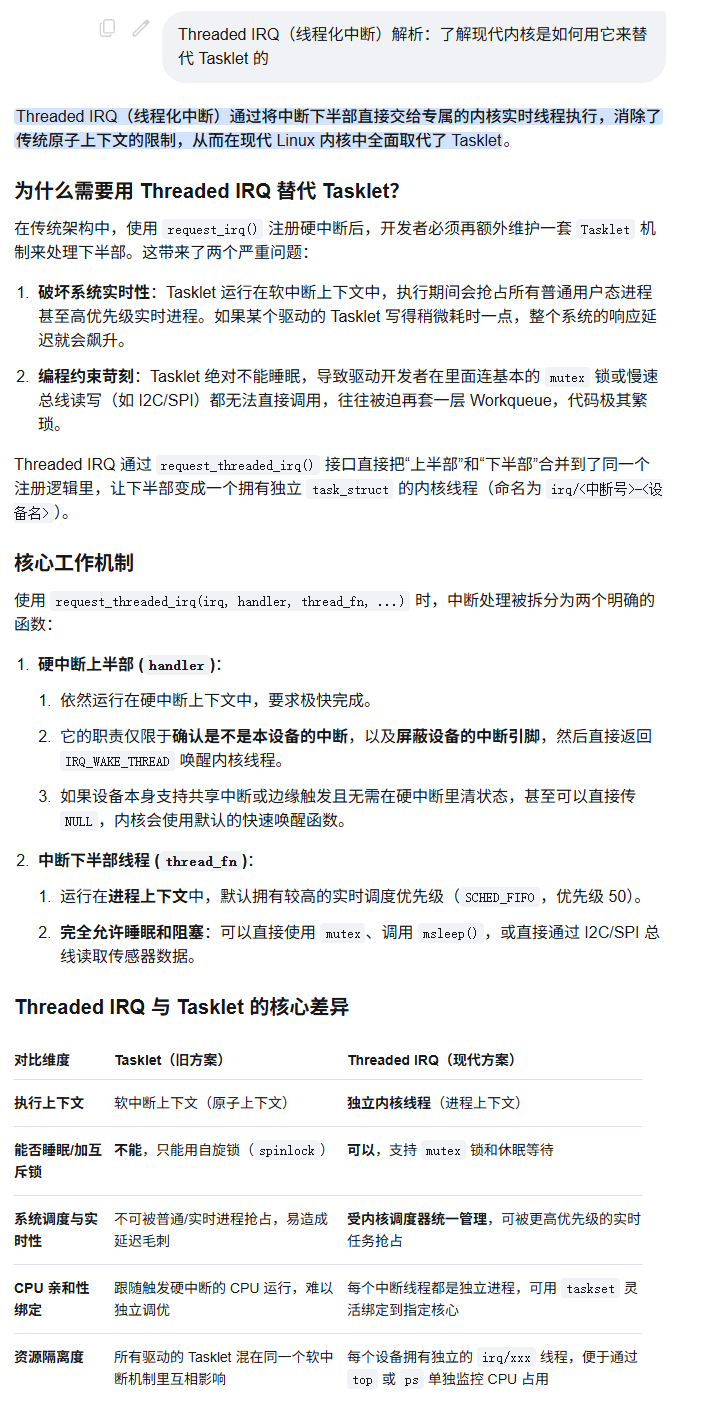 Threaded IRQ（线程化中断）解析：了解现代内核是如何用它来替
代 Tasklet 的
Threaded IRQ（线程化中断）通过将中断下半部直接交给专属的内核实时线程执行，消除了
传统原子上下文的限制，从而在现代 Linux 内核中全面取代了 Tasklet。
为什么需要用 Threaded IRQ 替代 Tasklet？
在传统架构中，使用 request_irq() 注册硬中断后，开发者必须再额外维护一套 Tasklet 机
制来处理下半部。这带来了两个严重问题：
1. 破坏系统实时性：Tasklet 运行在软中断上下文中，执行期间会抢占所有普通用户态进程
甚至高优先级实时进程。如果某个驱动的 Tasklet 写得稍微耗时一点，整个系统的响应延
迟就会飙升。
2. 编程约束苛刻：Tasklet 绝对不能睡眠，导致驱动开发者在里面连基本的 mutex 锁或慢速
总线读写（如 I2C/SPI）都无法直接调用，往往被迫再套一层 Workqueue，代码极其繁
琐。
Threaded IRQ 通过 request_threaded_irq() 接口直接把“上半部”和“下半部”合并到了同一个
注册逻辑里，让下半部变成一个拥有独立 task_struct 的内核线程（命名为 irq/<中断号>-<设
备名>）。
核心工作机制
使用 request_threaded_irq(irq, handler, thread_fn, ...) 时，中断处理被拆分为两个明确的
函数：
1. 硬中断上半部 (handler)：
1. 依然运行在硬中断上下文中，要求极快完成。
2. 它的职责仅限于确认是不是本设备的中断，以及屏蔽设备的中断引脚，然后直接返回
IRQ_WAKE_THREAD 唤醒内核线程。
3. 如果设备本身支持共享中断或边缘触发且无需在硬中断里清状态，甚至可以直接传
NULL，内核会使用默认的快速唤醒函数。
2. 中断下半部线程 (thread_fn)：
1. 运行在进程上下文中，默认拥有较高的实时调度优先级（SCHED_FIFO，优先级 50）。
2. 完全允许睡眠和阻塞：可以直接使用 mutex、调用 msleep()，或直接通过 I2C/SPI 总
线读取传感器数据。
Threaded IRQ 与 Tasklet 的核心差异
对比维度 Tasklet（旧方案） Threaded IRQ（现代方案）
执行上下文 软中断上下文（原子上下文） 独立内核线程（进程上下文）
能否睡眠/加互 不能，只能用自旋锁（spinlock） 可以，支持 mutex 锁和休眠等待
斥锁
系统调度与实 不可被普通/实时进程抢占，易造成 受内核调度器统一管理，可被更高优先级的实时
时性 延迟毛刺 任务抢占
CPU 亲和性 跟随触发硬中断的 CPU 运行，难以 每个中断线程都是独立进程，可用 taskset 灵
绑定 独立调优 活绑定到指定核心
资源隔离度 所有驱动的 Tasklet 混在同一个软中 每个设备拥有独立的 irq/xxx 线程，便于通过
断机制里互相影响 top 或 ps 单独监控 CPU 占用